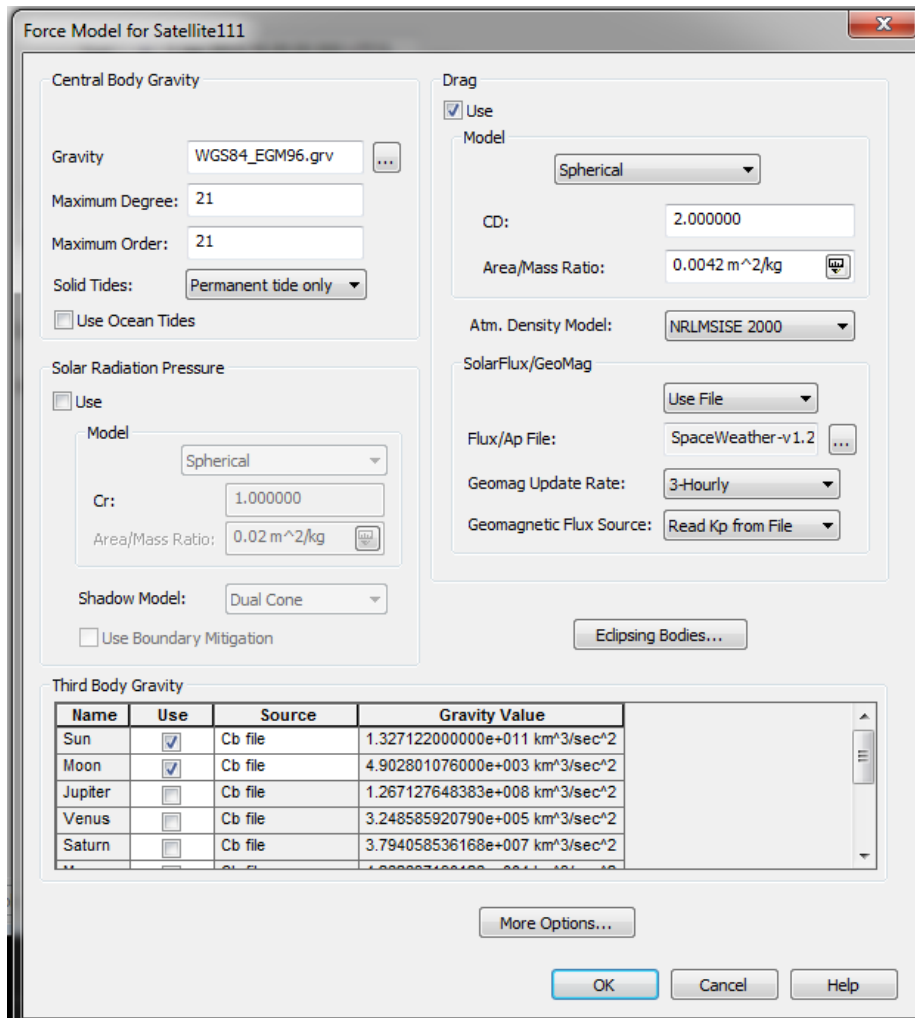 Force Model for Satellite111
Central Body Gravity
Gravity
WGS84_EGM96.grv
...
Maximum Degree:
21
Maximum Order:
21
Solid Tides:
Permanent tide only
Use Ocean Tides
Solar Radiation Pressure
Use
Model
Spherical
Cr:
1.000000
Area/Mass Ratio:
0.02 m^2/kg
Shadow Model:
Dual Cone
Use Boundary Mitigation
Drag
Use
Model
Spherical
CD:
2.000000
Area/Mass Ratio:
0.0042 m^2/kg
Atm. Density Model:
NRLMSISE 2000
SolarFlux/GeoMag
Use File
Flux/Ap File:
SpaceWeather-v1.2
...
Geomag Update Rate:
3-Hourly
Geomagnetic Flux Source:
Read Kp from File
Eclipsing Bodies...
Third Body Gravity
Name Use Source Gravity Value
Sun Cb file 1.327122000000e+011 km^3/sec^2
Moon Cb file 4.902801076000e+003 km^3/sec^2
Jupiter Cb file 1.267127648383e+008 km^3/sec^2
Venus Cb file 3.248585920790e+005 km^3/sec^2
Saturn Cb file 3.794058536168e+007 km^3/sec^2
More Options...
OK
Cancel
Help